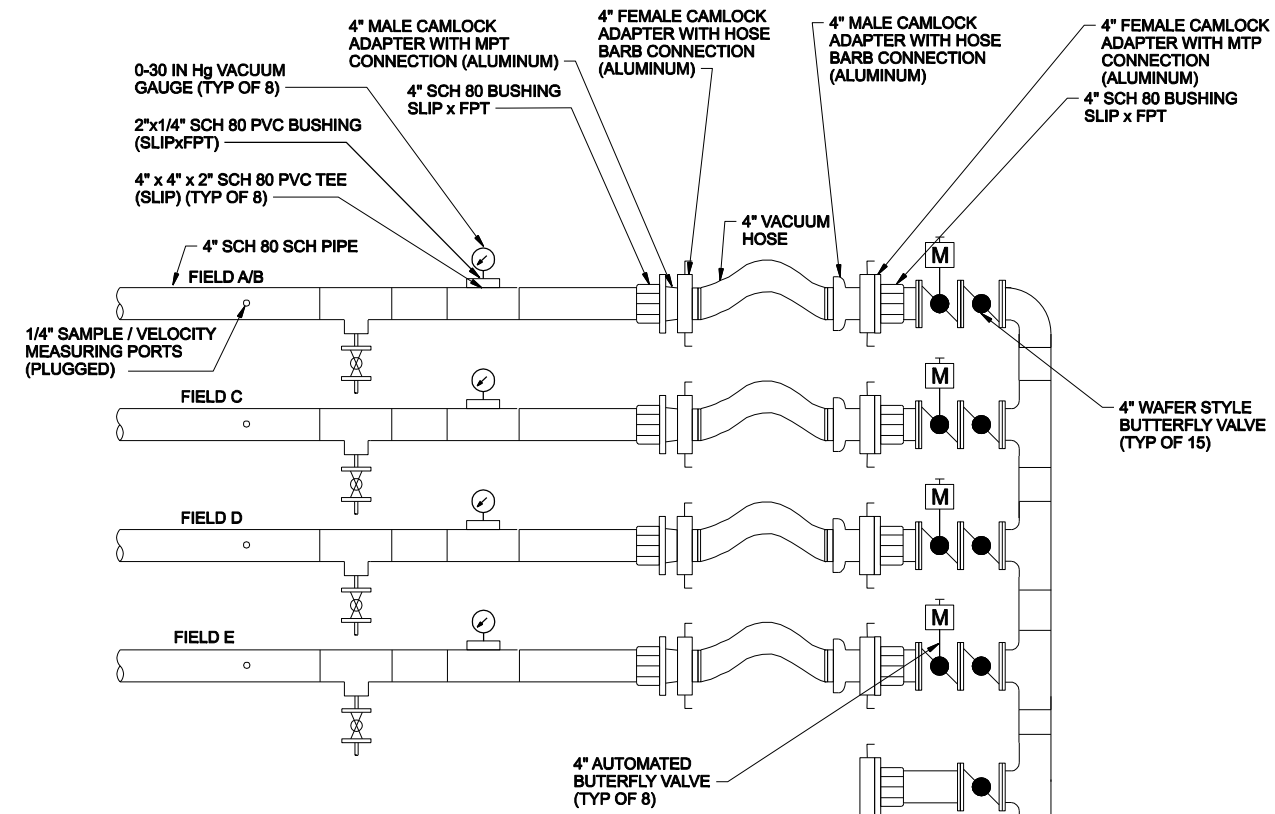 4" MALE CAMLOCK
ADAPTER WITH MPT
CONNECTION (ALUMINUM)
4" FEMALE CAMLOCK
ADAPTER WITH HOSE
BARB CONNECTION
(ALUMINUM)
4" MALE CAMLOCK
ADAPTER WITH HOSE
BARB CONNECTION
(ALUMINUM)
4" FEMALE CAMLOCK
ADAPTER WITH MTP
CONNECTION
(ALUMINUM)
0-30 IN Hg VACUUM
GAUGE (TYP OF 8)
4" SCH 80 BUSHING
SLIP x FPT
4" SCH 80 BUSHING
SLIP x FPT
2"x1/4" SCH 80 PVC BUSHING
(SLIPxFPT)
4" x 4" x 2" SCH 80 PVC TEE
(SLIP) (TYP OF 8)
4" VACUUM
HOSE
4" SCH 80 SCH PIPE
FIELD A/B
M
1/4" SAMPLE / VELOCITY
MEASURING PORTS
(PLUGGED)
FIELD C
M
4" WAFER STYLE
BUTTERFLY VALVE
(TYP OF 15)
FIELD D
M
FIELD E
M
4" AUTOMATED
BUTERFLY VALVE
(TYP OF 8)